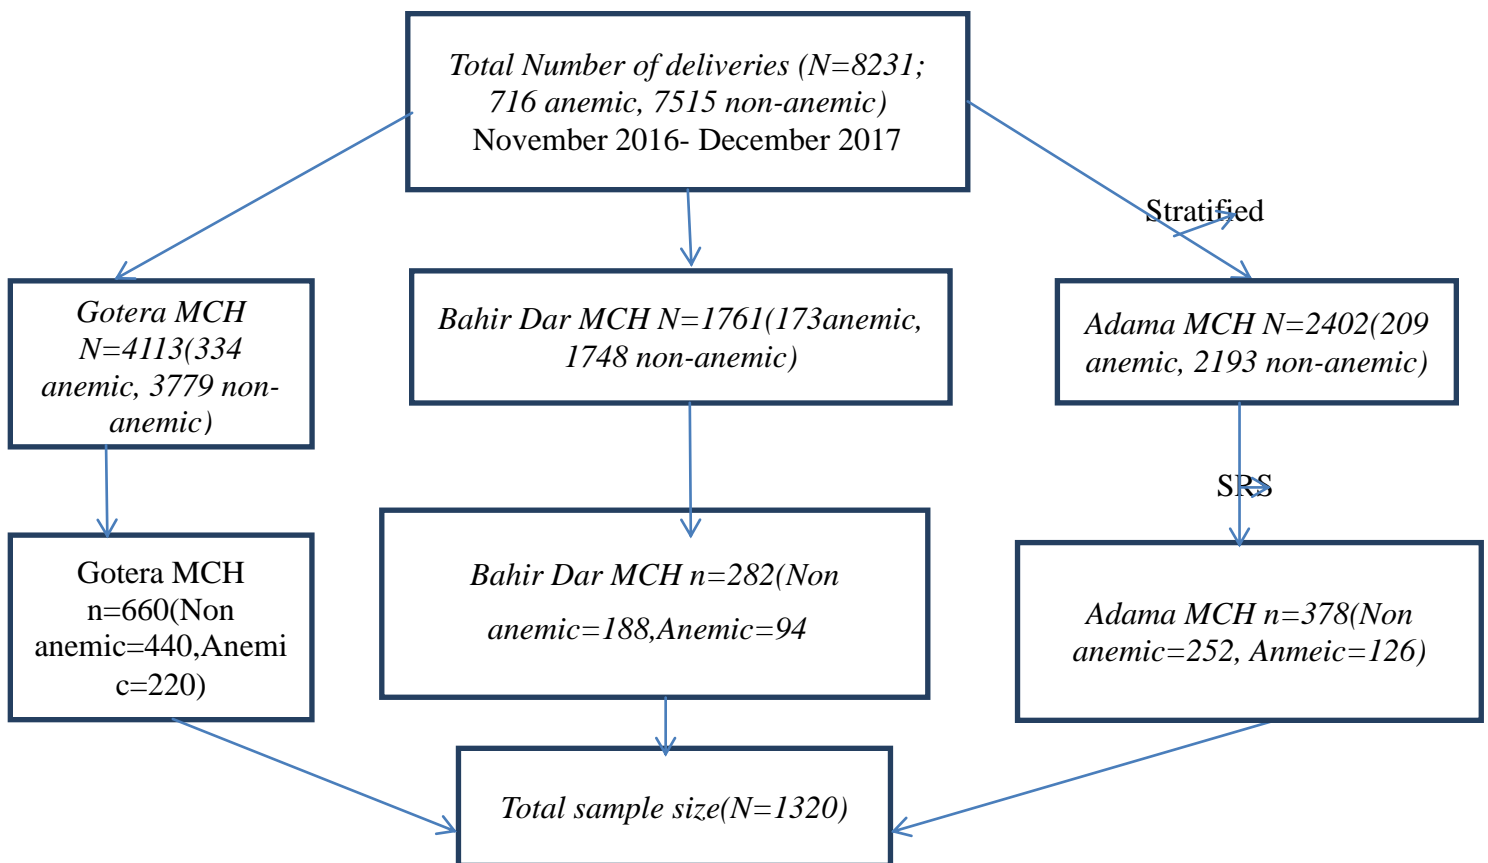 Total Number of deliveries (N=8231;
716 anemic, 7515 non-anemic)
November 2016- December 2017
Stratified
Gotera MCH
N=4113(334
anemic, 3779 non-
anemic)
Bahir Dar MCH N=1761(173anemic,
1748 non-anemic)
Adama MCH N=2402(209
anemic, 2193 non-anemic)
SRS
Gotera MCH
n=660(Non
anemic=440,Anemi
c=220)
Bahir Dar MCH n=282(Non
anemic=188,Anemic=94
Adama MCH n=378(Non
anemic=252, Anmeic=126)
Total sample size(N=1320)